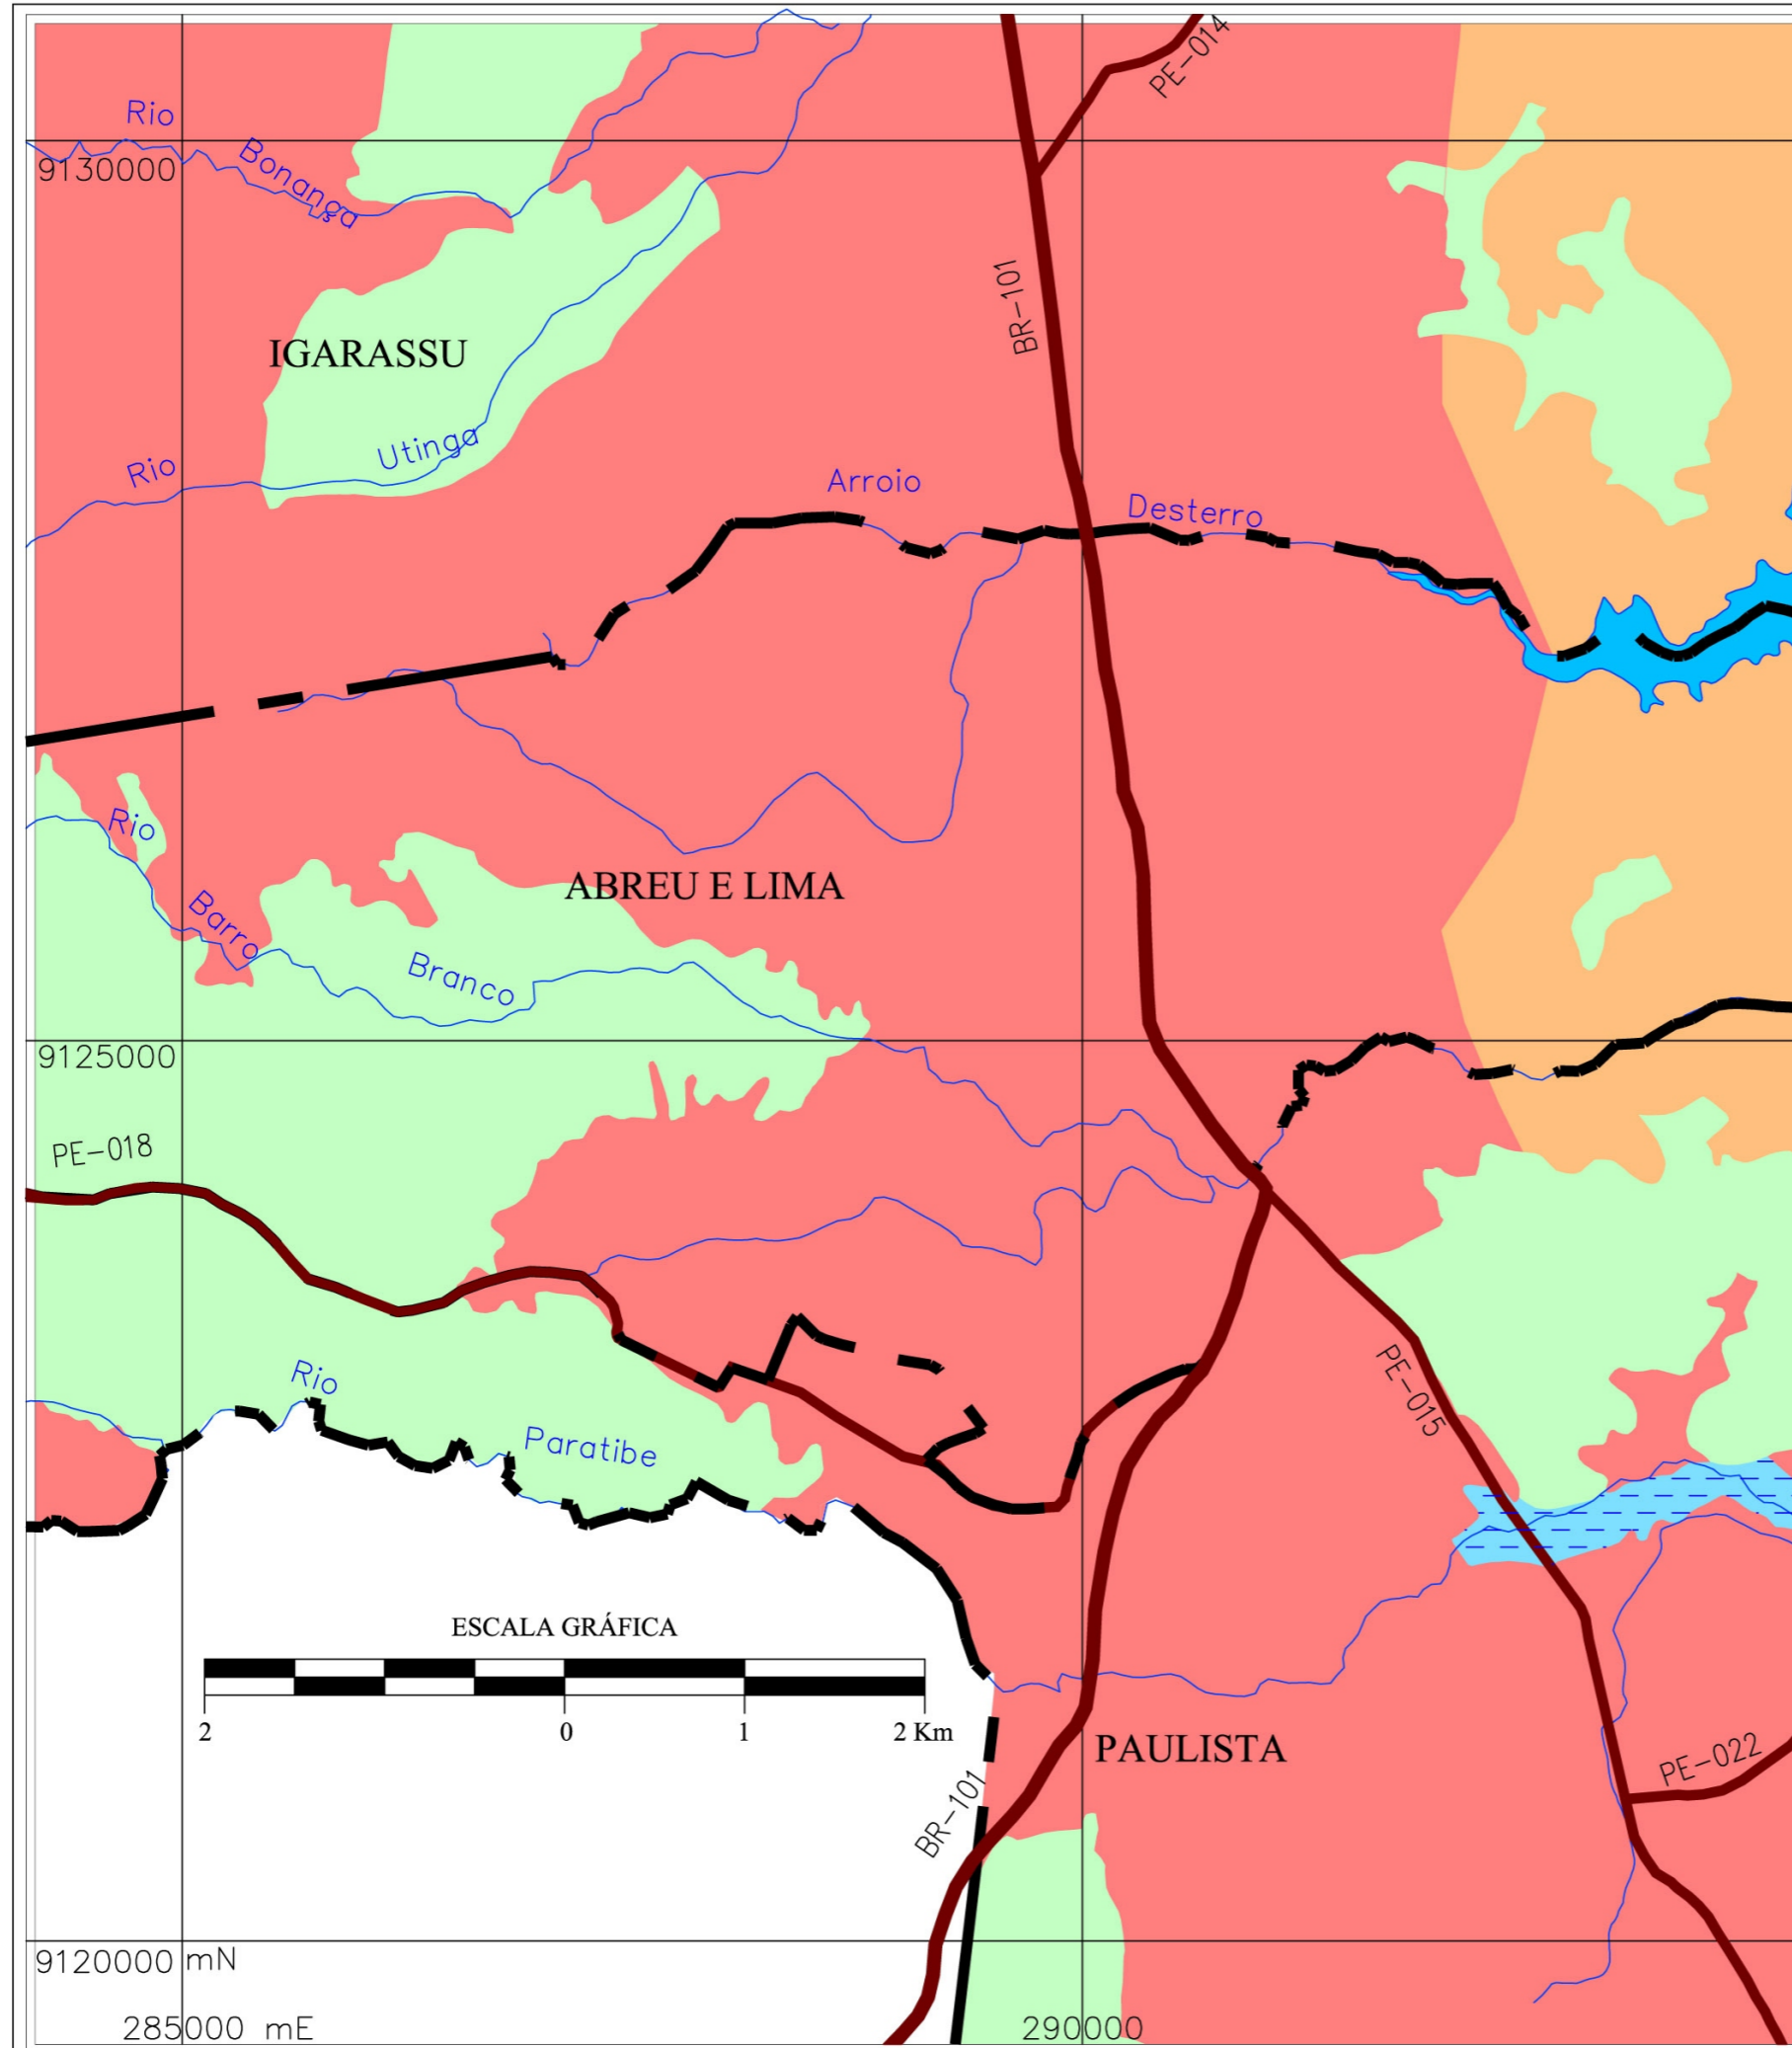 PE-014
Rio
Bonança
9130000
BR-101
IGARASSU
Rio
Utinga
Arroio
Desterro
Rio
ABREU E LIMA
Barro
Branco
9125000
PE-018
Rio
PE-015
Paratibe
ESCALA GRÁFICA
2 0 1 2 Km
PAULISTA
PE-022
BR-101
9120000 mN
285000 mE
290000